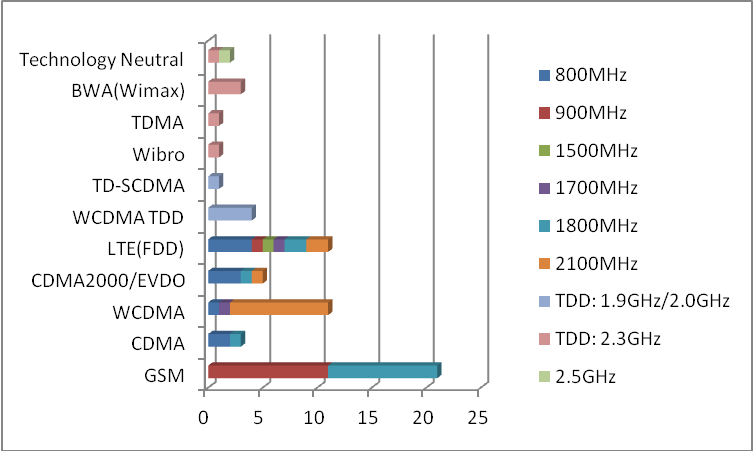 Technology Neutral
BWA(Wimax)
TDMA
Wibro
TD-SCDMA
WCDMA TDD
LTE(FDD)
CDMA2000/EVDO
WCDMA
CDMA
GSM
0 5 10 15 20 25
800MHz
900MHz
1500MHz
1700MHz
1800MHz
2100MHz
TDD: 1.9GHz/2.0GHz
TDD: 2.3GHz
2.5GHz